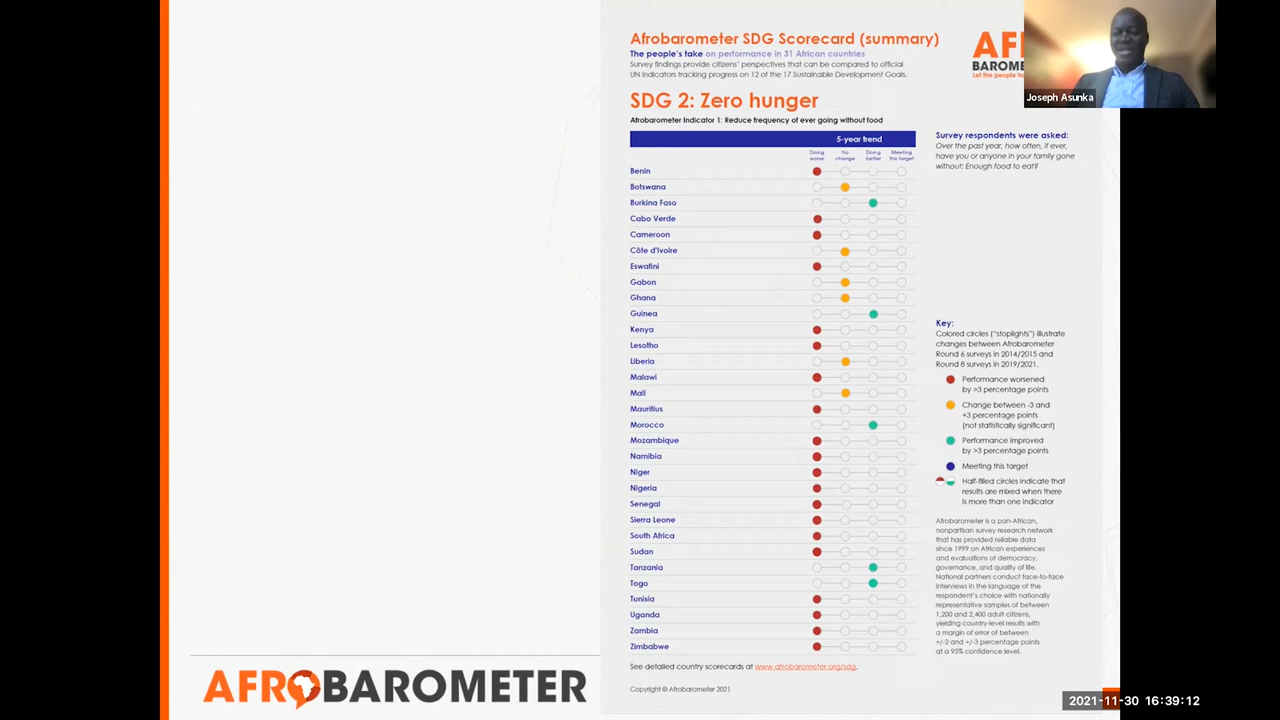 Afrobarometer SDG Scorecard (summary)
The people's take on performance in 31 African countries
Survey findings provide citizens' perspectives that can be compared to official
UN indicators tracking progress on 12 of the 17 Sustainable Development Goals.
AF
BAROM
Let the people h
Joseph Asunka
SDG 2: Zero hunger
Afrobarometer Indicator 1: Reduce frequency of ever going without food
5-year trend
Doing worse
No change
Doing better
Meeting this target
Benin
Botswana
Burkina Faso
Cabo Verde
Cameroon
Côte d'Ivoire
Eswatini
Gabon
Ghana
Guinea
Kenya
Lesotho
Liberia
Malawi
Mali
Mauritius
Morocco
Mozambique
Namibia
Niger
Nigeria
Senegal
Sierra Leone
South Africa
Sudan
Tanzania
Togo
Tunisia
Uganda
Zambia
Zimbabwe
See detailed country scorecards at www.afrobarometer.org/sdg.
Copyright © Afrobarometer 2021
Survey respondents were asked:
Over the past year, how often, if ever,
have you or anyone in your family gone
without: Enough food to eat?
Key:
Colored circles ("stoplights") illustrate
changes between Afrobarometer
Round 6 surveys in 2014/2015 and
Round 8 surveys in 2019/2021.
Performance worsened
by >3 percentage points
Change between -3 and
+3 percentage points
(not statistically significant)
Performance improved
by >3 percentage points
Meeting this target
Half-filled circles indicate that
results are mixed when there
is more than one indicator
Afrobarometer is a pan-African,
nonpartisan survey research network
that has provided reliable data
since 1999 on African experiences
and evaluations of democracy,
governance, and quality of life.
National partners conduct face-to-face
interviews in the language of the
respondent's choice with nationally
representative samples of between
1,200 and 2,400 adult citizens,
yielding country-level results with
a margin of error of between
+/-2 and +/-3 percentage points
at a 95% confidence level.
AFROBAROMETER
2021-11-30 16:39:12